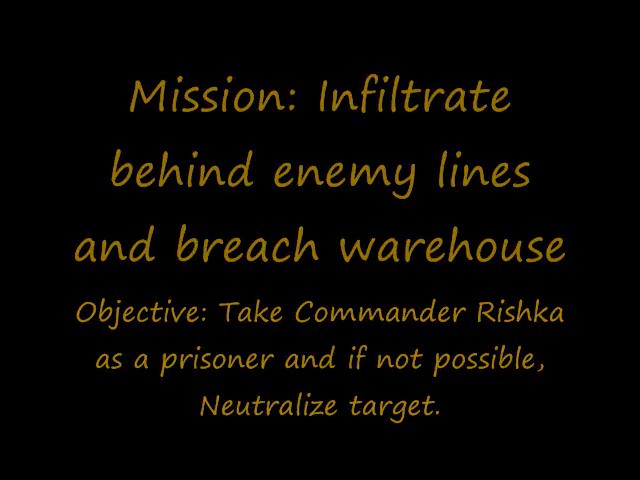 Mission: Infiltrate
behind enemy lines
and breach warehouse
Objective: Take Commander Rishka
as a prisoner and if not possible,
Neutralize target.